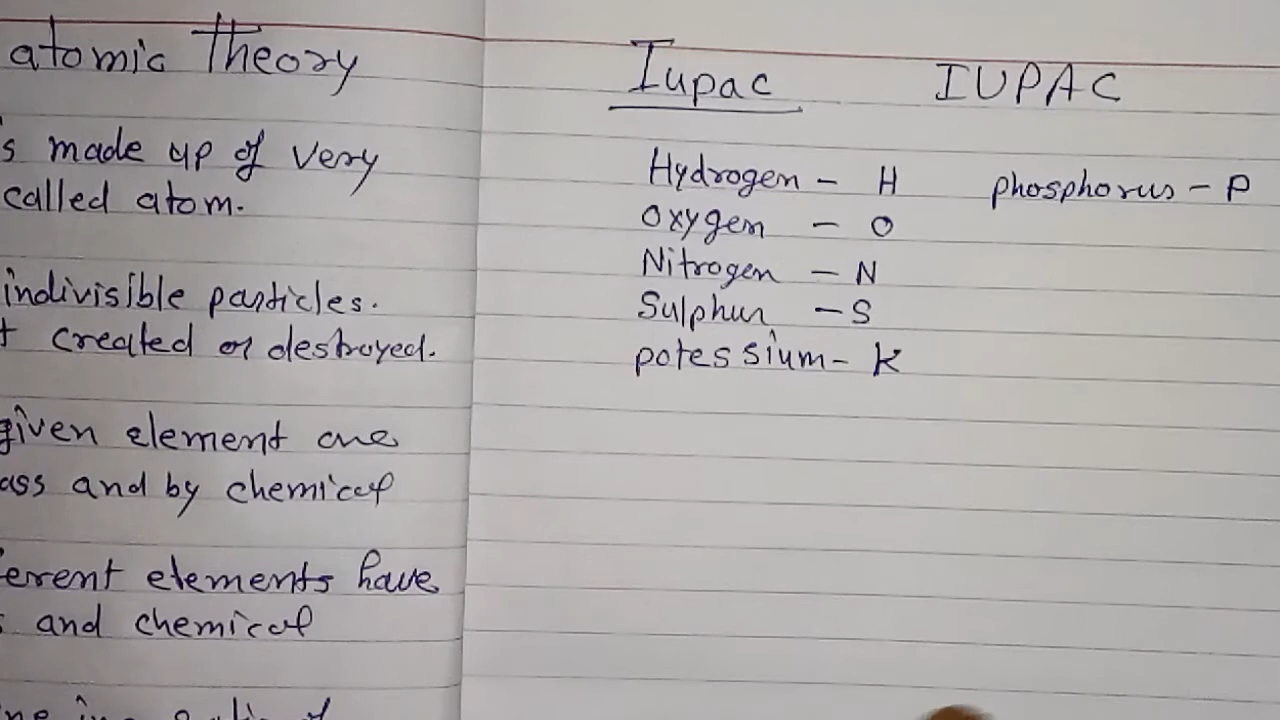 atomic Theory
s made up of very
called atom.
indivisible particles.
t created or destroyed.
given element are
ass and by chemical
erent elements have
s and chemical
Iupac IUPAC
Hydrogen - H phosphorus - P
Oxygen - O
Nitrogen - N
Sulphur - S
potessium - K